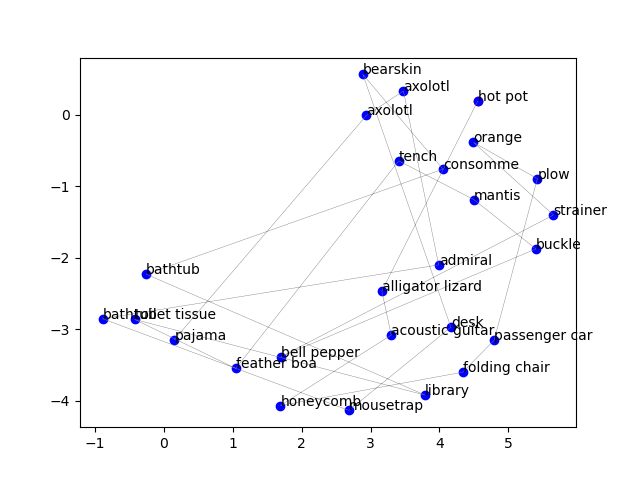 bearskin
axolotl
hot pot
axolotl
orange
tench
consomme
plow
mantis
strainer
buckle
admiral
bathtub
alligator lizard
bathtub
toilet tissue
desk
acoustic guitar
pajama
passenger car
bell pepper
feather boa
folding chair
library
honeycomb
mousetrap
0
−1
−2
−3
−4
−1
0
1
2
3
4
5